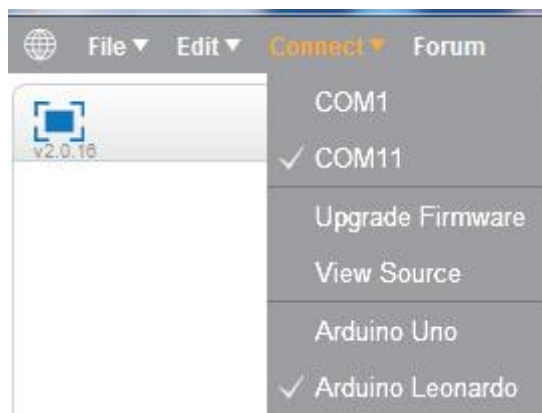 File Edit Connect Forum
v2.0.16
COM1
COM11
Upgrade Firmware
View Source
Arduino Uno
Arduino Leonardo